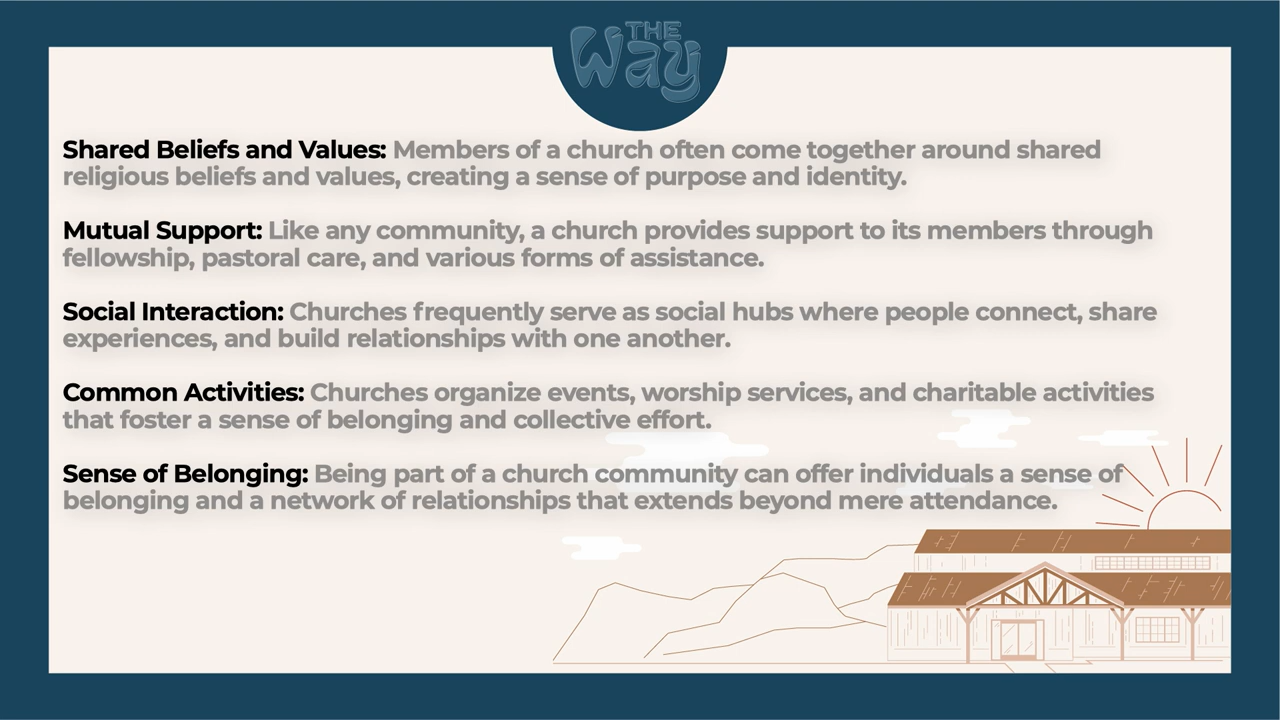 THE
Way
Shared Beliefs and Values: Members of a church often come together around shared
religious beliefs and values, creating a sense of purpose and identity.
Mutual Support: Like any community, a church provides support to its members through
fellowship, pastoral care, and various forms of assistance.
Social Interaction: Churches frequently serve as social hubs where people connect, share
experiences, and build relationships with one another.
Common Activities: Churches organize events, worship services, and charitable activities
that foster a sense of belonging and collective effort.
Sense of Belonging: Being part of a church community can offer individuals a sense of
belonging and a network of relationships that extends beyond mere attendance.